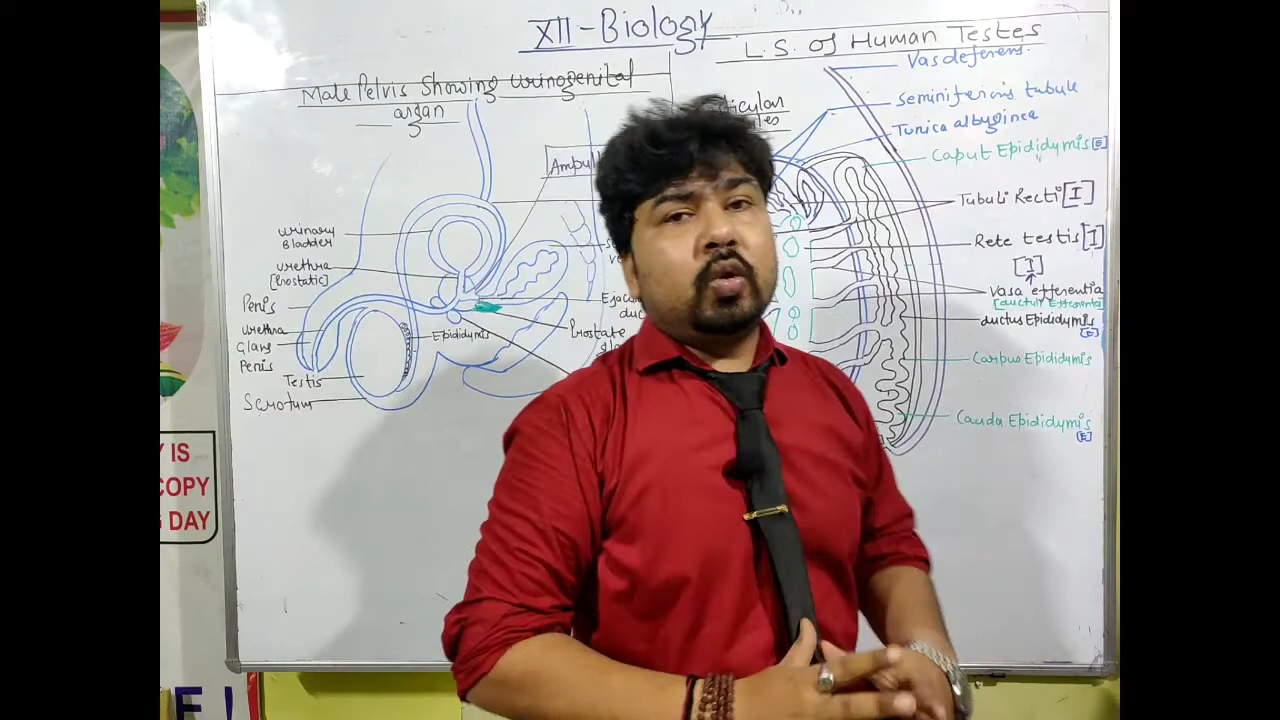 XII - Biology
L. S. Of Human Testes
Male Pelvis Showing Urinogenital
organ
Vas deferens.
Seminiferous tubule
Tunica albuginea
Caput Epididymis [E]
Tubuli Recti [I]
Rete testis [I]
[I]
Vasa efferentia
ductus Epididymis
[E]
Corpus Epididymis
Cauda Epididymis
[E]
Urinary
Bladder
Urethra
[Prostatic]
Penis
Urethra
Glans
Penis
Testis
Scrotum
Epididymis
Prostate
Y IS
COPY
DAY